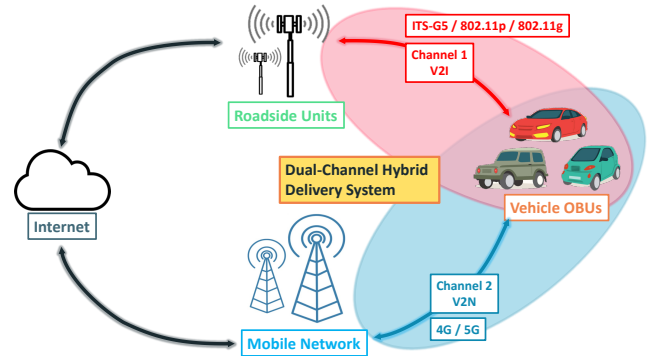 ITS-G5 / 802.11p / 802.11g
Channel 1
V2I
Roadside Units
Dual-Channel Hybrid
Delivery System
Internet
Vehicle OBUs
Channel 2
V2N
4G / 5G
Mobile Network